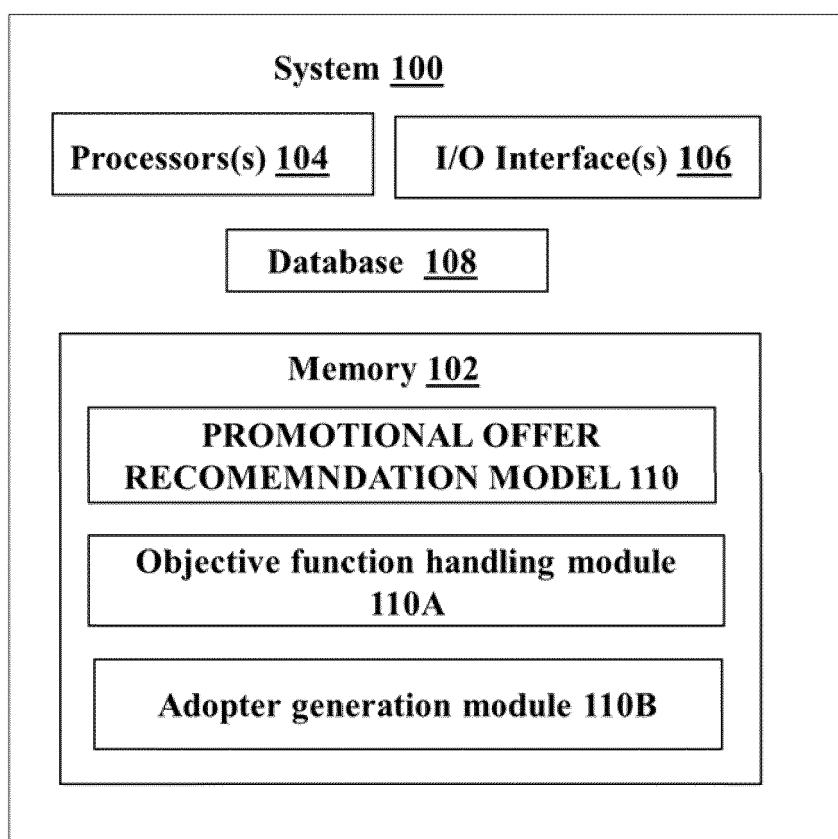 System 100
Processors(s) 104
I/O Interface(s) 106
Database 108
Memory 102
PROMOTIONAL OFFER
RECOMEMNDATION MODEL 110
Objective function handling module
110A
Adopter generation module 110B